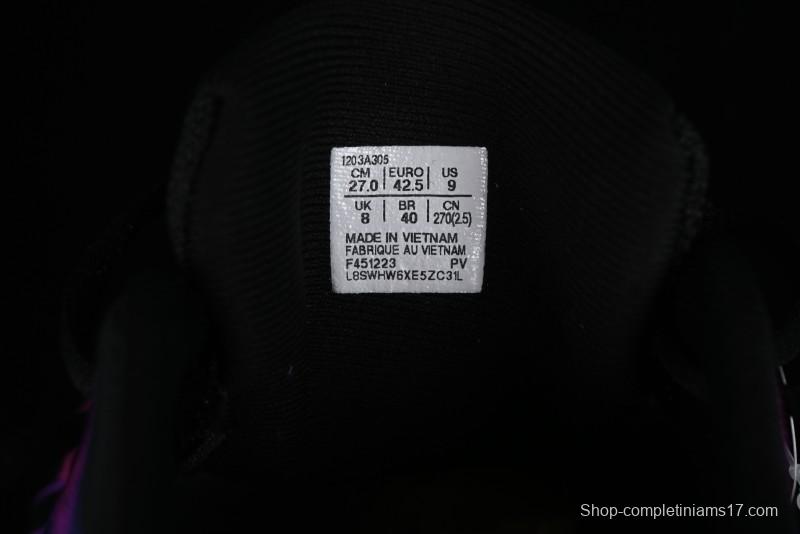 1203A305
CM EURO US
27.0 42.5 9
UK BR CN
8 40 270(2.5)
MADE IN VIETNAM
FABRIQUE AU VIETNAM
F451223 PV
L8SWHW6XE5ZC31L
Shop-completiniams17.com